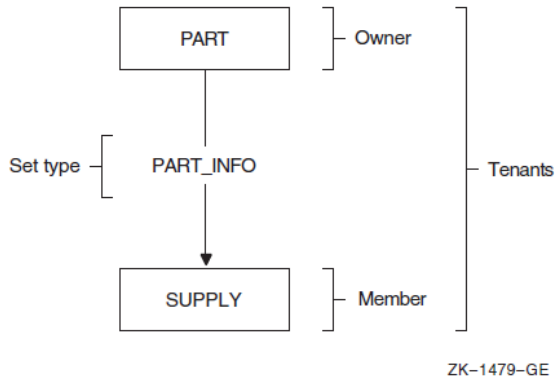 PART
Owner
Set type
PART_INFO
Tenants
SUPPLY
Member
ZK–1479–GE